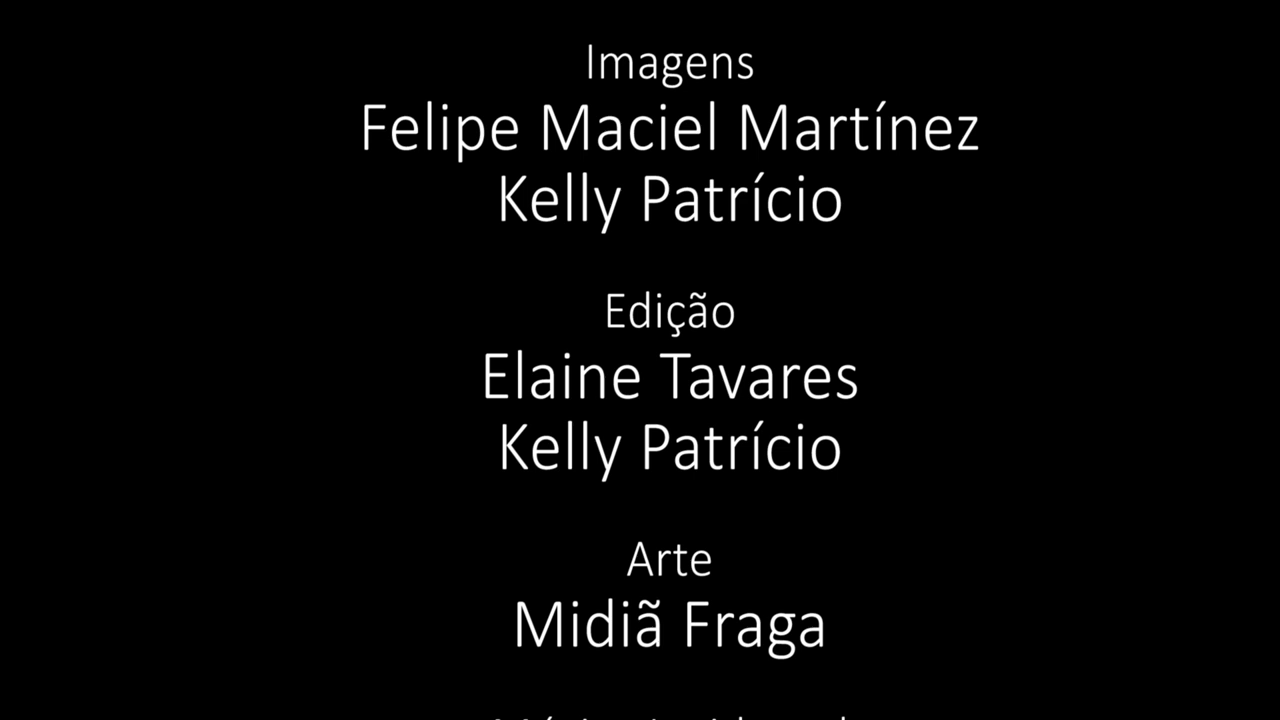 Imagens
Felipe Maciel Martínez
Kelly Patrício
Edição
Elaine Tavares
Kelly Patrício
Arte
Midiã Fraga